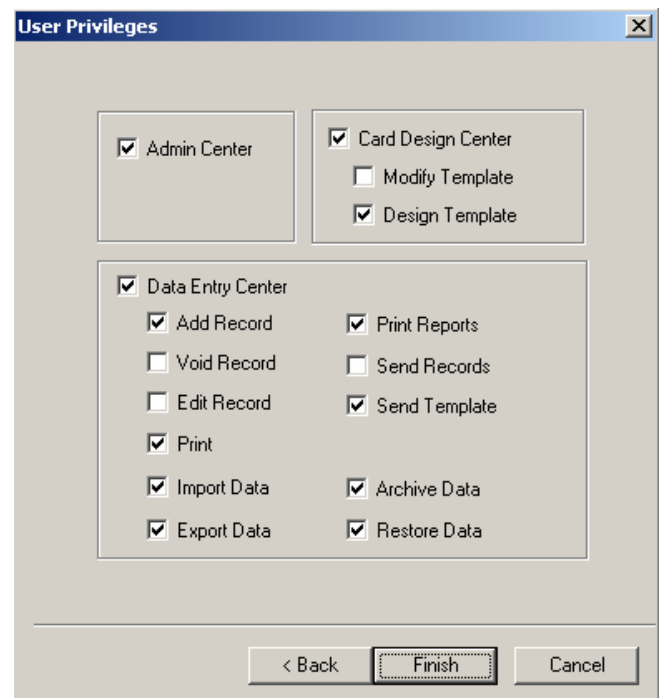 User Privileges
Admin Center
Card Design Center
Modify Template
Design Template
Data Entry Center
Add Record
Print Reports
Void Record
Send Records
Edit Record
Send Template
Print
Import Data
Archive Data
Export Data
Restore Data
< Back
Finish
Cancel